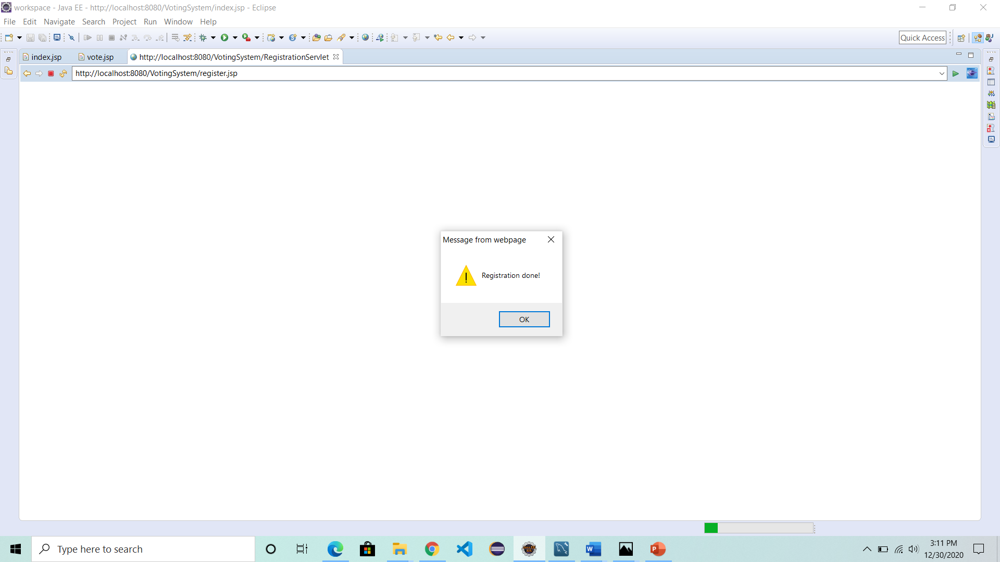 workspace - Java EE - http://localhost:8080/VotingSystem/index.jsp - Eclipse
File Edit Navigate Search Project Run Window Help
Quick Access
index.jsp vote.jsp http://localhost:8080/VotingSystem/RegistrationServlet
http://localhost:8080/VotingSystem/register.jsp
Message from webpage
Registration done!
OK
Type here to search
3:11 PM
12/30/2020